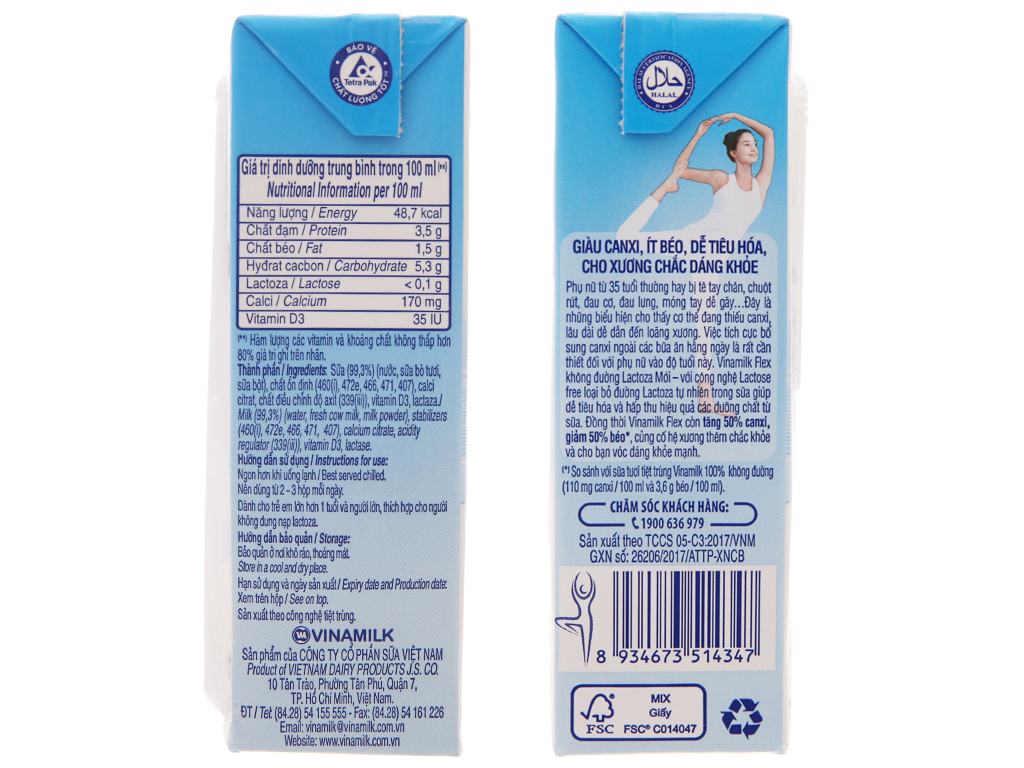 BẢO VỆ
Tetra Pak
CHẤT LƯỢNG TỐT
Giá trị dinh dưỡng trung bình trong 100 ml (**)
Nutritional Information per 100 ml
Năng lượng / Energy 48,7 kcal
Chất đạm / Protein 3,5 g
Chất béo / Fat 1,5 g
Hyđrat cacbon / Carbohydrate 5,3 g
Lactoza / Lactose < 0,1 g
Calci / Calcium 170 mg
Vitamin D3 35 IU
(**) Hàm lượng các vitamin và khoáng chất không thấp hơn
80% giá trị ghi trên nhãn.
Thành phần / Ingredients: Sữa (99,3%) (nước, sữa bò tươi,
sữa bột), chất ổn định (460(i), 472e, 466, 471, 407), calci
citrat, chất điều chỉnh độ axit (339(iii)), vitamin D3, lactaza./
Milk (99,3%) (water, fresh cow milk, milk powder), stabilizers
(460(i), 472e, 466, 471, 407), calcium citrate, acidity
regulator (339(iii)), vitamin D3, lactase.
Hướng dẫn sử dụng / Instructions for use:
Ngon hơn khi uống lạnh / Best served chilled.
Nên dùng từ 2 – 3 hộp mỗi ngày.
Dành cho trẻ em lớn hơn 1 tuổi và người lớn, thích hợp cho người
không dung nạp lactoza.
Hướng dẫn bảo quản / Storage:
Bảo quản ở nơi khô ráo, thoáng mát.
Store in a cool and dry place.
Hạn sử dụng và ngày sản xuất / Expiry date and Production date:
Xem trên hộp / See on top.
Sản xuất theo công nghệ tiệt trùng.
VINAMILK
Sản phẩm của CÔNG TY CỔ PHẦN SỮA VIỆT NAM
Product of VIETNAM DAIRY PRODUCTS J.S. CO.
10 Tân Trào, Phường Tân Phú, Quận 7,
TP. Hồ Chí Minh, Việt Nam.
ĐT / Tel: (84.28) 54 155 555 - Fax: (84.28) 54 161 226
Email: vinamilk@vinamilk.com.vn
Website: www.vinamilk.com.vn
HALAL CERTIFICATION AGENCY
حلال
HALAL
HCA
GIÀU CANXI, ÍT BÉO, DỄ TIÊU HÓA,
CHO XƯƠNG CHẮC DÁNG KHỎE
Phụ nữ từ 35 tuổi thường hay bị tê tay chân, chuột
rút, đau cơ, đau lưng, móng tay dễ gãy...Đây là
những biểu hiện cho thấy cơ thể đang thiếu canxi,
lâu dài dễ dẫn đến loãng xương. Việc tích cực bổ
sung canxi ngoài các bữa ăn hằng ngày là rất cần
thiết đối với phụ nữ vào độ tuổi này. Vinamilk Flex
không đường Lactoza Mới – với công nghệ Lactose
free loại bỏ đường Lactoza tự nhiên trong sữa giúp
dễ tiêu hóa và hấp thu hiệu quả các dưỡng chất từ
sữa. Đồng thời Vinamilk Flex còn tăng 50% canxi,
giảm 50% béo*, củng cố hệ xương thêm chắc khỏe
và cho bạn vóc dáng khỏe mạnh.
(*) So sánh với sữa tươi tiệt trùng Vinamilk 100% không đường
(110 mg canxi / 100 ml và 3,6 g béo / 100 ml).
CHĂM SÓC KHÁCH HÀNG:
1900 636 979
Sản xuất theo TCCS 05-C3:2017/VNM
GXN số: 26206/2017/ATTP-XNCB
8 934673 514347
FSC
MIX
Giấy
FSC® C014047